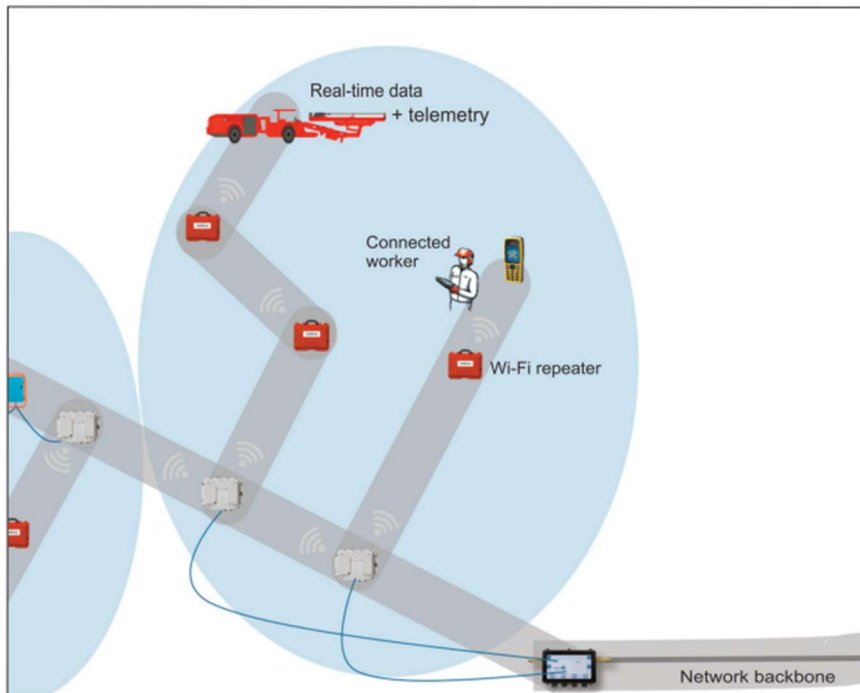 Real-time data
+ telemetry
Connected
worker
Wi-Fi repeater
Network backbone